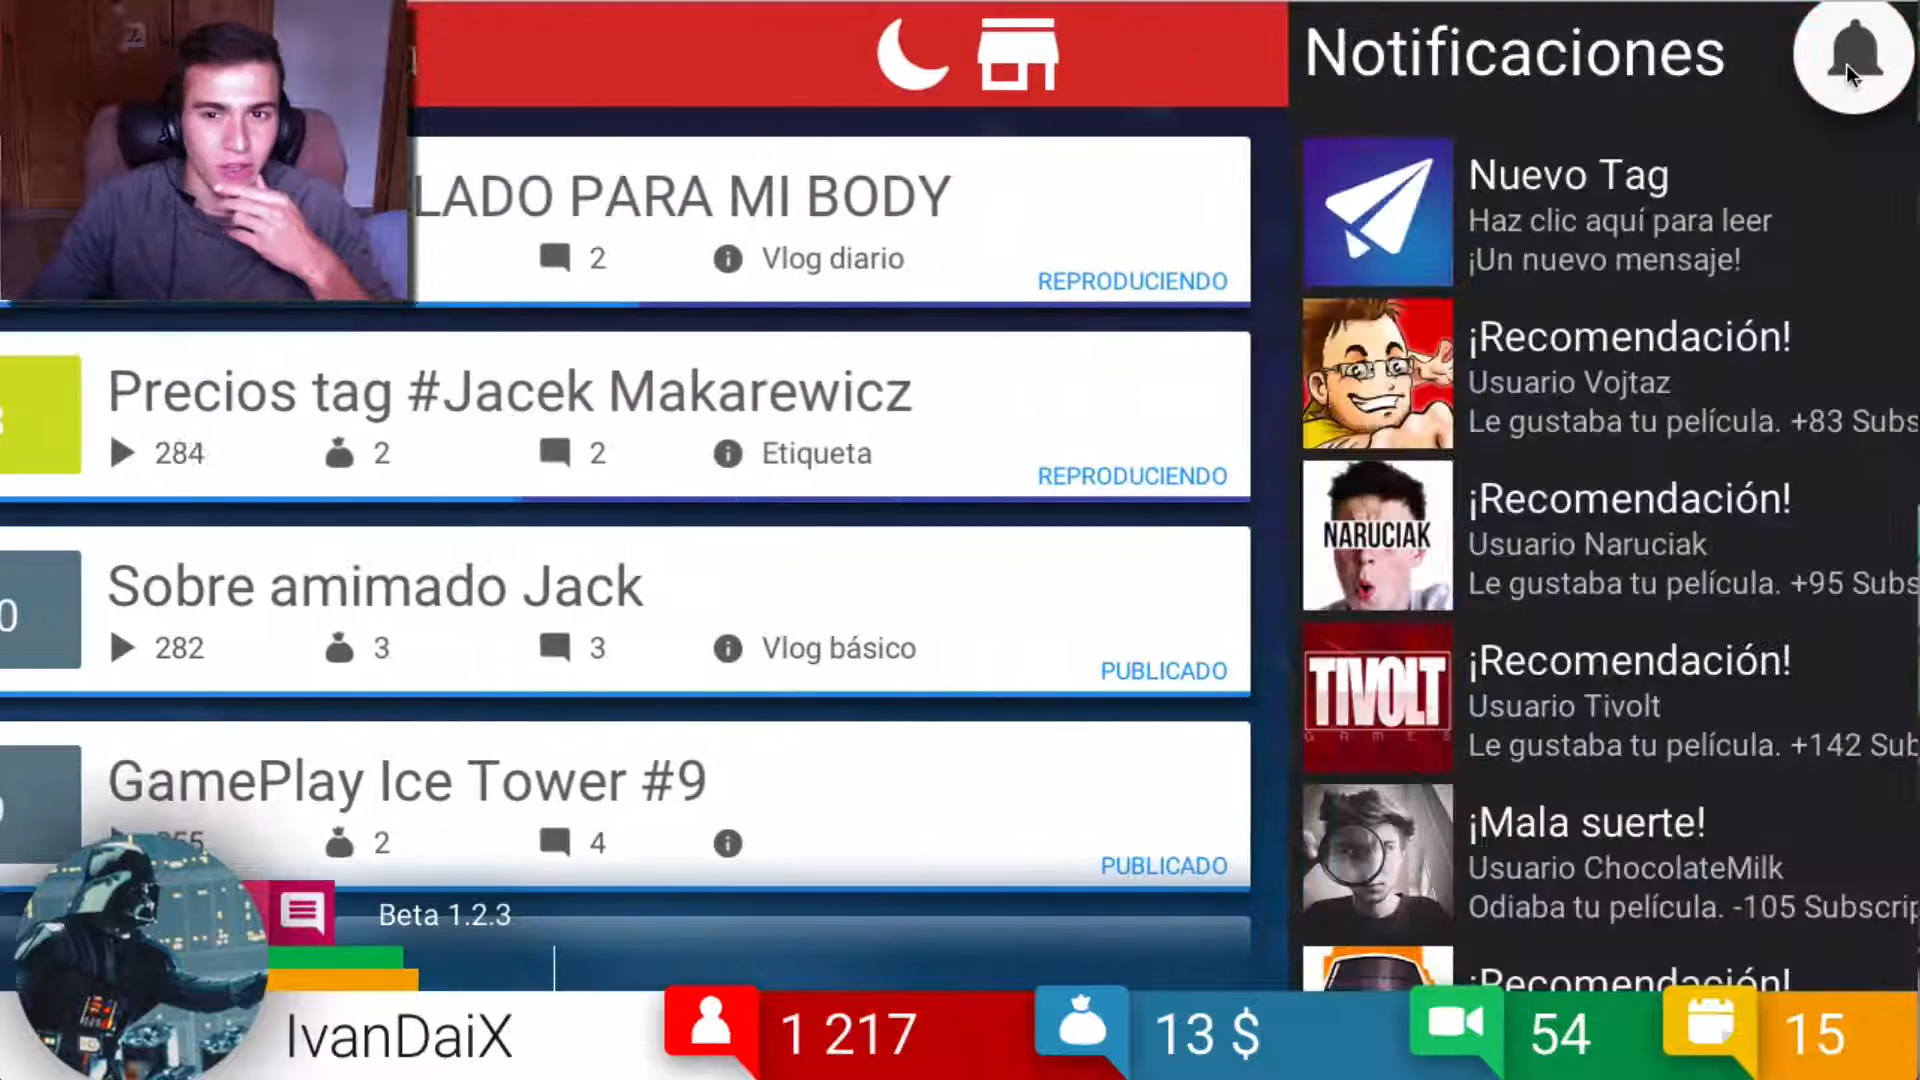 Notificaciones
LADO PARA MI BODY
2
Vlog diario
REPRODUCIENDO
Precios tag #Jacek Makarewicz
284
2
2
Etiqueta
REPRODUCIENDO
Sobre amimado Jack
282
3
3
Vlog básico
PUBLICADO
GamePlay Ice Tower #9
2
4
PUBLICADO
Beta 1.2.3
Nuevo Tag
Haz clic aquí para leer
¡Un nuevo mensaje!
¡Recomendación!
Usuario Vojtaz
Le gustaba tu película. +83 Subs
NARUCIAK
¡Recomendación!
Usuario Naruciak
Le gustaba tu película. +95 Subs
TIVOLT
GAMES
¡Recomendación!
Usuario Tivolt
Le gustaba tu película. +142 Sub
¡Mala suerte!
Usuario ChocolateMilk
Odiaba tu película. -105 Subscrip
¡Recomendación!
IvanDaiX
1 217
13 $
54
15